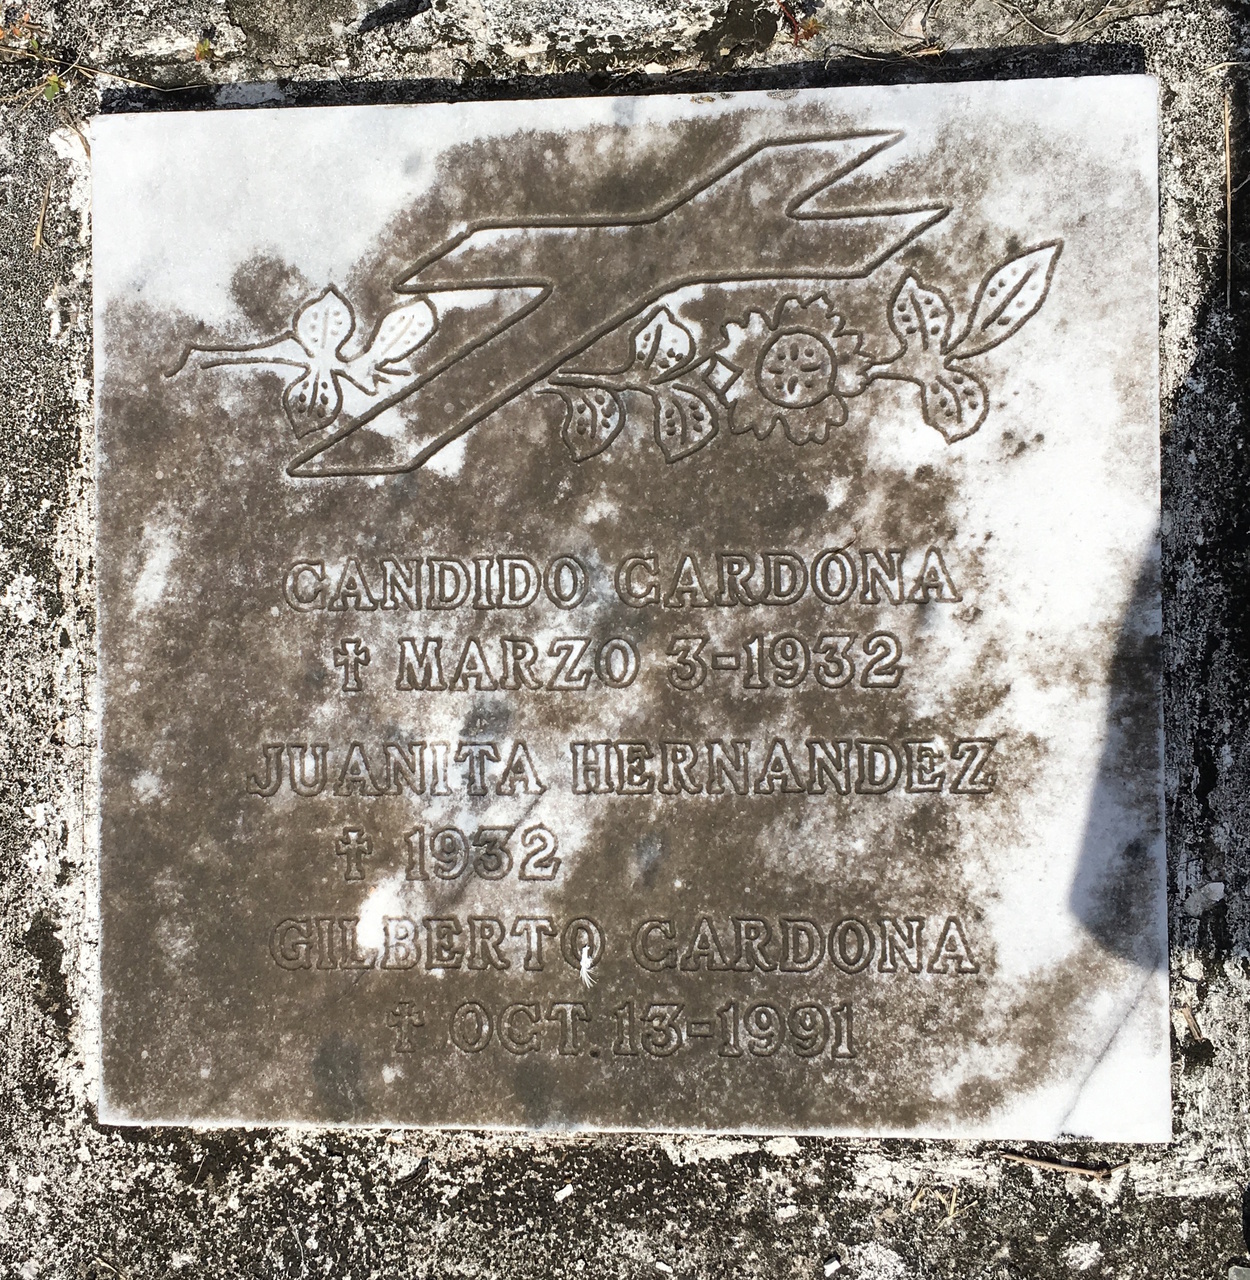 CANDIDO CARDONA
✝ MARZO 3-1932
JUANITA HERNANDEZ
✝ 1932
GILBERTO CARDONA
✝ OCT. 13-1991